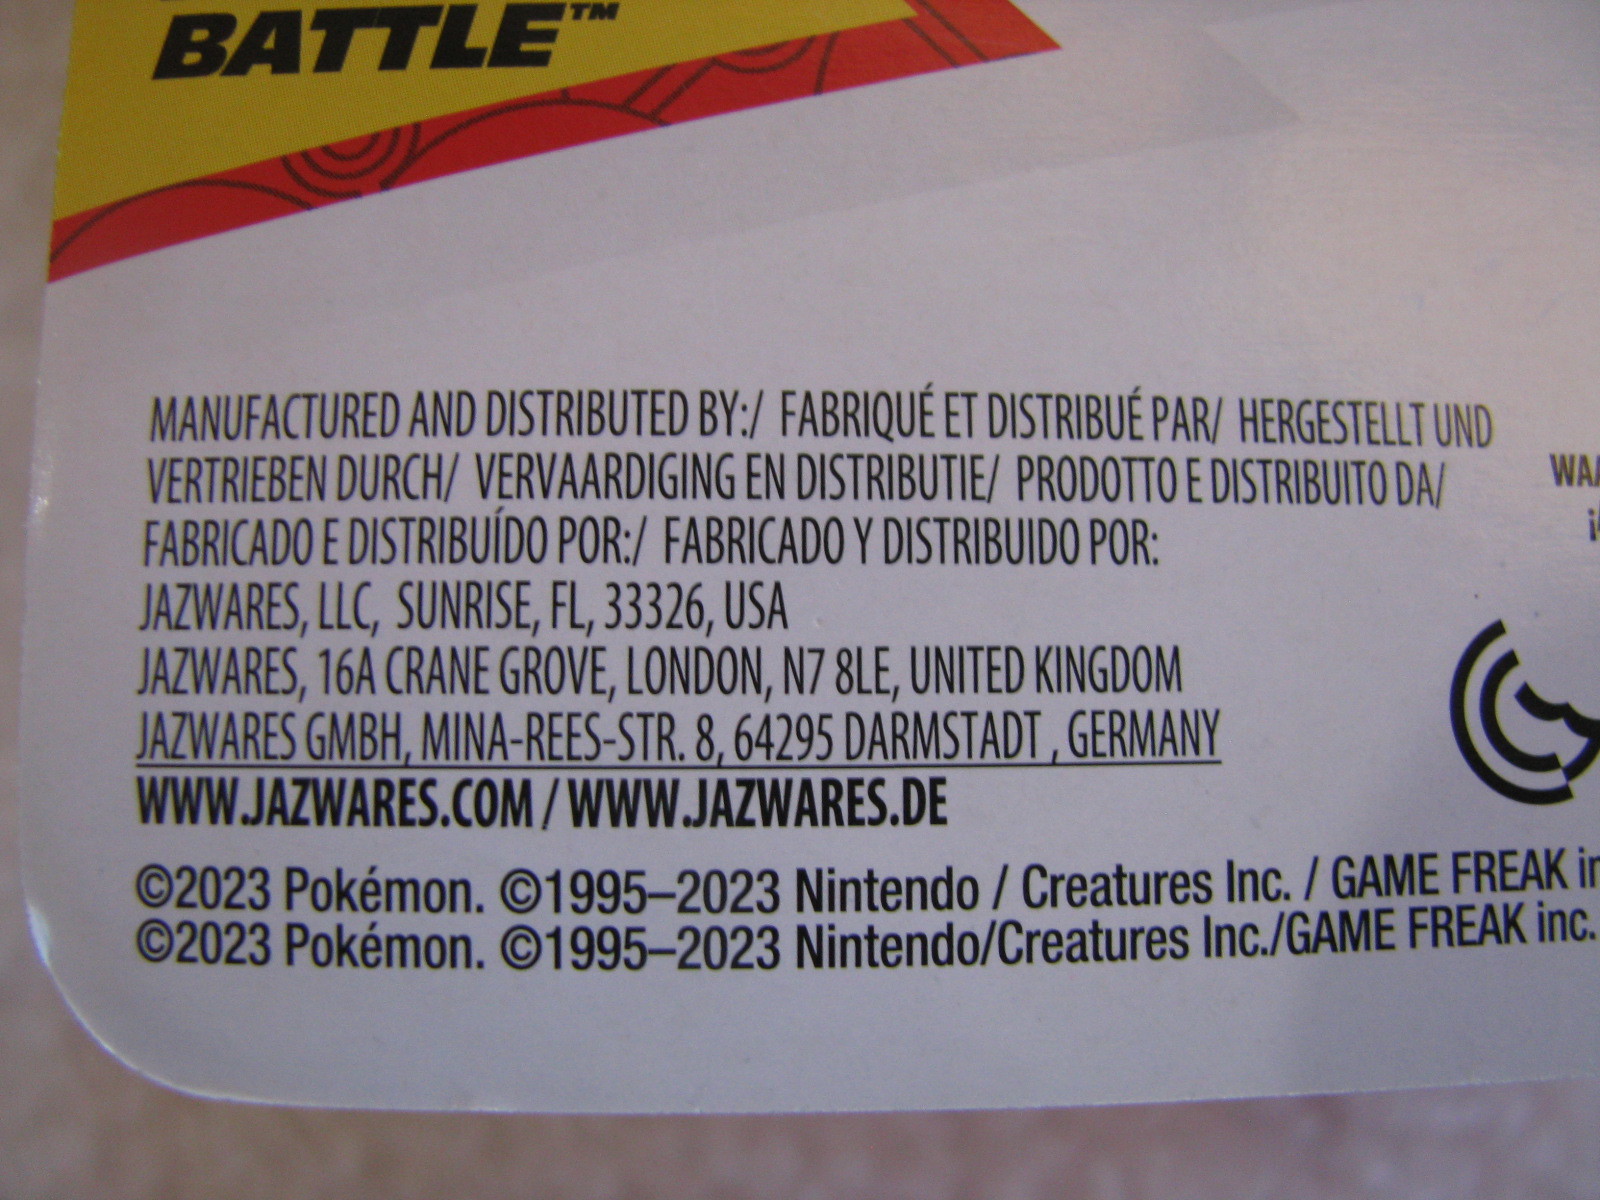 BATTLE™
MANUFACTURED AND DISTRIBUTED BY:/ FABRIQUÉ ET DISTRIBUÉ PAR/ HERGESTELLT UND
VERTRIEBEN DURCH/ VERVAARDIGING EN DISTRIBUTIE/ PRODOTTO E DISTRIBUITO DA/
FABRICADO E DISTRIBUÍDO POR:/ FABRICADO Y DISTRIBUIDO POR:
JAZWARES, LLC, SUNRISE, FL, 33326, USA
JAZWARES, 16A CRANE GROVE, LONDON, N7 8LE, UNITED KINGDOM
JAZWARES GMBH, MINA-REES-STR. 8, 64295 DARMSTADT , GERMANY
WWW.JAZWARES.COM / WWW.JAZWARES.DE
©2023 Pokémon. ©1995–2023 Nintendo / Creatures Inc. / GAME FREAK
©2023 Pokémon. ©1995–2023 Nintendo/Creatures Inc./GAME FREAK inc.